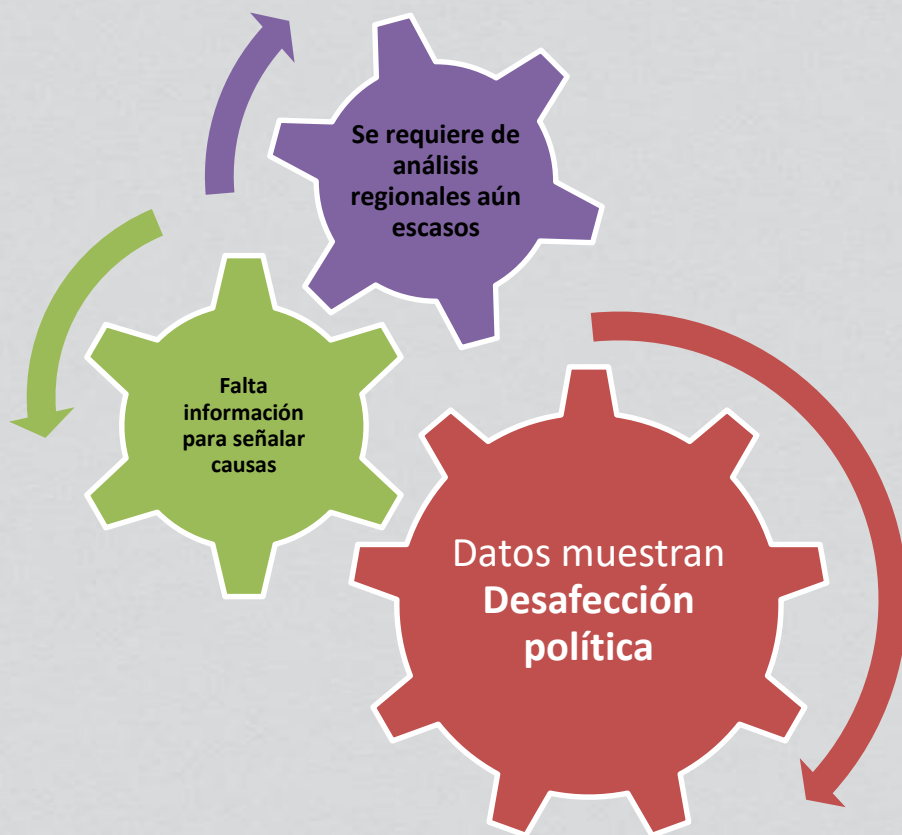 Se requiere de
análisis
regionales aún
escasos
Falta
información
para señalar
causas
Datos muestran
Desafección
política